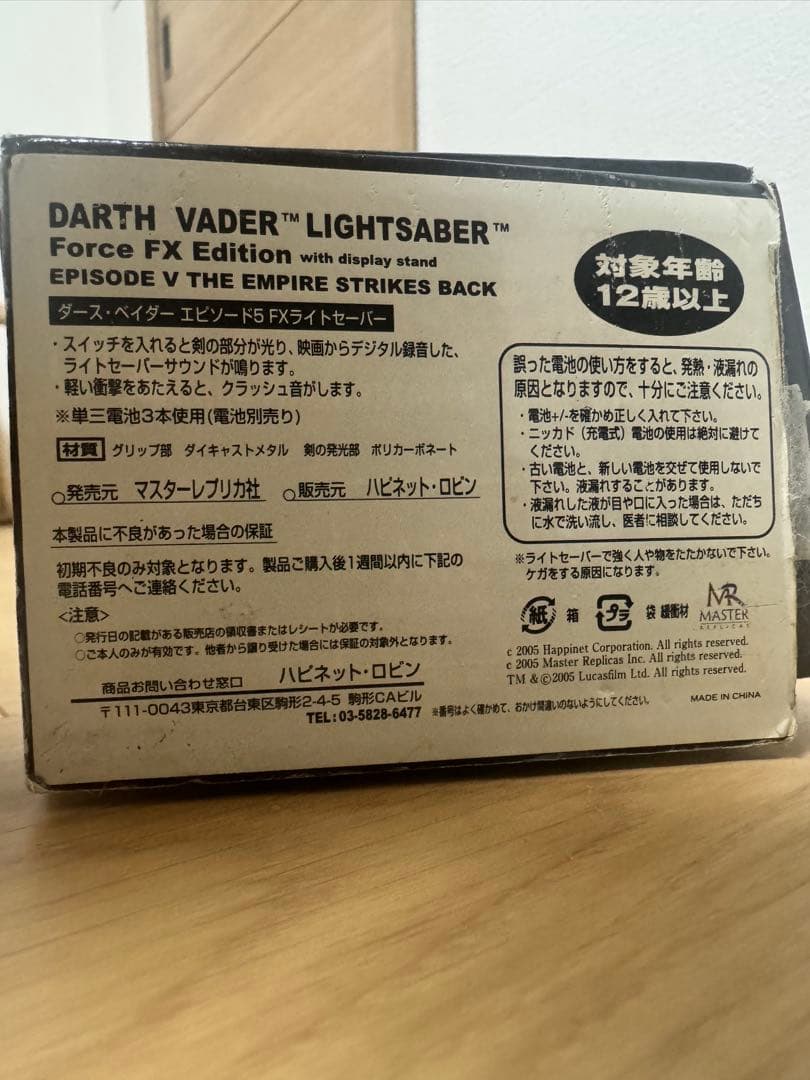 DARTH VADER™ LIGHTSABER™
Force FX Edition with display stand
EPISODE V THE EMPIRE STRIKES BACK
ダース・ベイダー エピソード5 FXライトセーバー
・スイッチを入れると剣の部分が光り、映画からデジタル録音した、
ライトセーバーサウンドが鳴ります。
・軽い衝撃をあたえると、クラッシュ音がします。
※単三電池3本使用(電池別売り)
材質 グリップ部 ダイキャストメタル 剣の発光部 ポリカーボネート
○発売元 マスターレプリカ社 ○販売元 ハピネット・ロビン
本製品に不良があった場合の保証
初期不良のみ対象となります。製品ご購入後1週間以内に下記の
電話番号へご連絡ください。
<注意>
○発行日の記載がある販売店の領収書またはレシートが必要です。
○ご本人のみが有効です。他者から譲り受けた場合には保証の対象外となります。
商品お問い合わせ窓口 ハピネット・ロビン
〒111-0043東京都台東区駒形2-4-5 駒形CAビル
TEL:03-5828-6477 ※番号はよく確かめて、おかけ間違いのないようにしてください。
対象年齢
12歳以上
誤った電池の使い方をすると、発熱・液漏れの
原因となりますので、十分にご注意ください。
・電池+/-を確かめ正しく入れて下さい。
・ニッカド（充電式）電池の使用は絶対に避けて
ください。
・古い電池と、新しい電池を交ぜて使用しないで
下さい。液漏れすることがあります。
・液漏れした液が目や口に入った場合は、ただち
に水で洗い流し、医者に相談してください。
※ライトセーバーで強く人や物をたたかないで下さい。
ケガをする原因になります。
紙 箱 プラ 袋 緩衝材 MR
MASTER
REPLICAS
c 2005 Happinet Corporation. All rights reserved.
c 2005 Master Replicas Inc. All rights reserved.
TM & ©2005 Lucasfilm Ltd. All rights reserved.
MADE IN CHINA